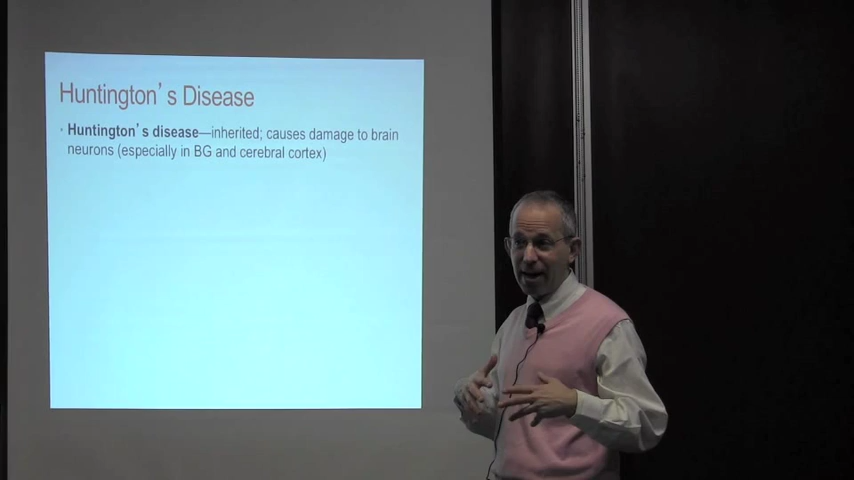 Huntington’s Disease
• Huntington’s disease—inherited; causes damage to brain
neurons (especially in BG and cerebral cortex)